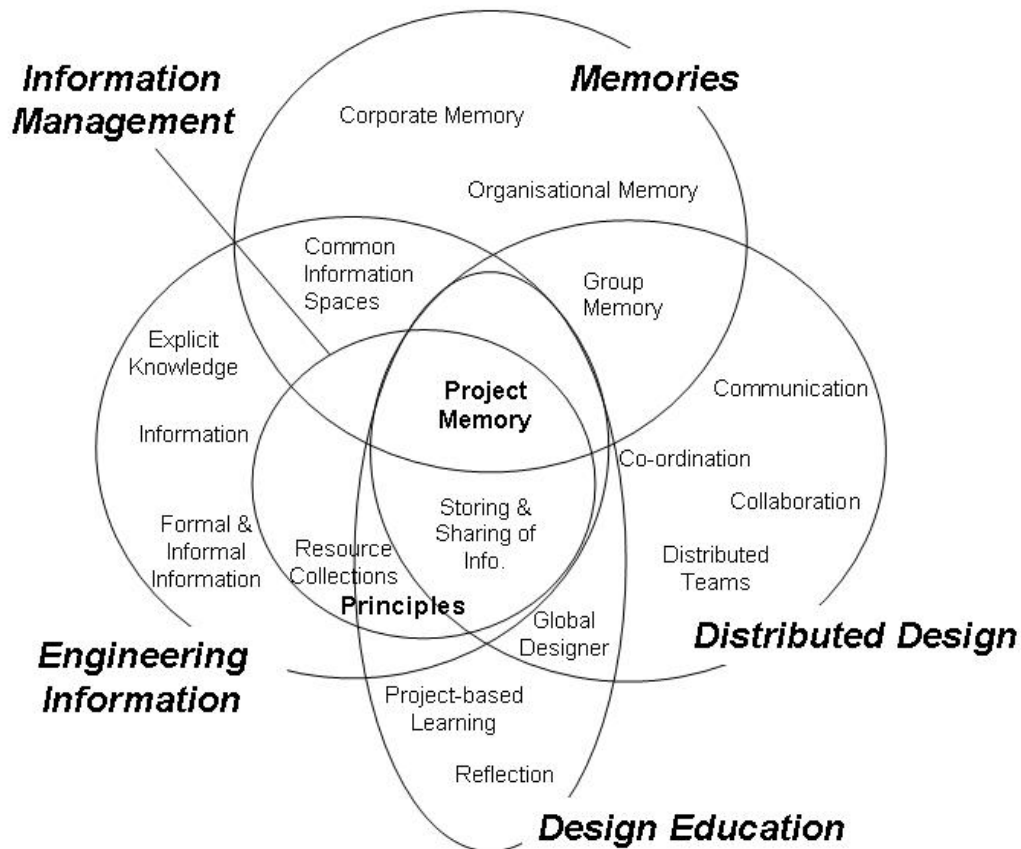 Information
Management
Memories
Corporate Memory
Organisational Memory
Common
Information
Spaces
Group
Memory
Explicit
Knowledge
Project
Memory
Communication
Information
Co-ordination
Collaboration
Storing &
Sharing of
Info.
Formal &
Informal
Information
Resource
Collections
Distributed
Teams
Principles
Global
Designer
Distributed Design
Engineering
Information
Project-based
Learning
Reflection
Design Education